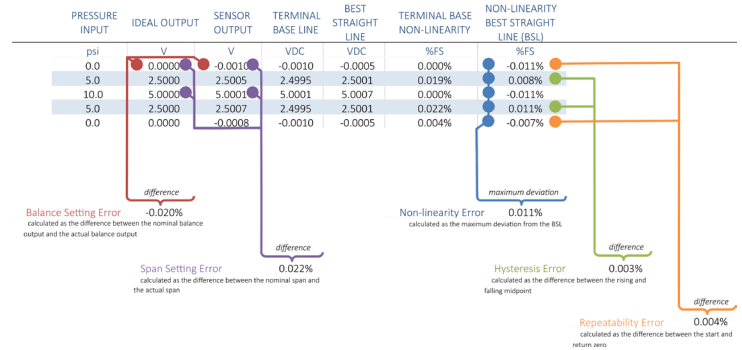 PRESSURE INPUT IDEAL OUTPUT SENSOR OUTPUT TERMINAL BASE LINE BEST STRAIGHT LINE TERMINAL BASE NON-LINEARITY NON-LINEARITY BEST STRAIGHT LINE (BSL)
psi V V VDC VDC %FS %FS
0.0 0.0000 -0.0010 -0.0010 -0.0005 0.000% -0.011%
5.0 2.5000 2.5005 2.4995 2.5001 0.019% 0.008%
10.0 5.0000 5.0001 5.0001 5.0007 0.000% -0.011%
5.0 2.5000 2.5007 2.4995 2.5001 0.022% 0.011%
0.0 0.0000 -0.0008 -0.0010 -0.0005 0.004% -0.007%
difference
Balance Setting Error -0.020%
calculated as the difference between the nominal balance
output and the actual balance output
maximum deviation
Non-linearity Error 0.011%
calculated as the maximum deviation from the BSL
difference
Span Setting Error 0.022%
calculated as the difference between the nominal span and
the actual span
difference
Hysteresis Error 0.003%
calculated as the difference between the rising and
falling midpoint
difference
Repeatability Error 0.004%
calculated as the difference between the start and
return zero